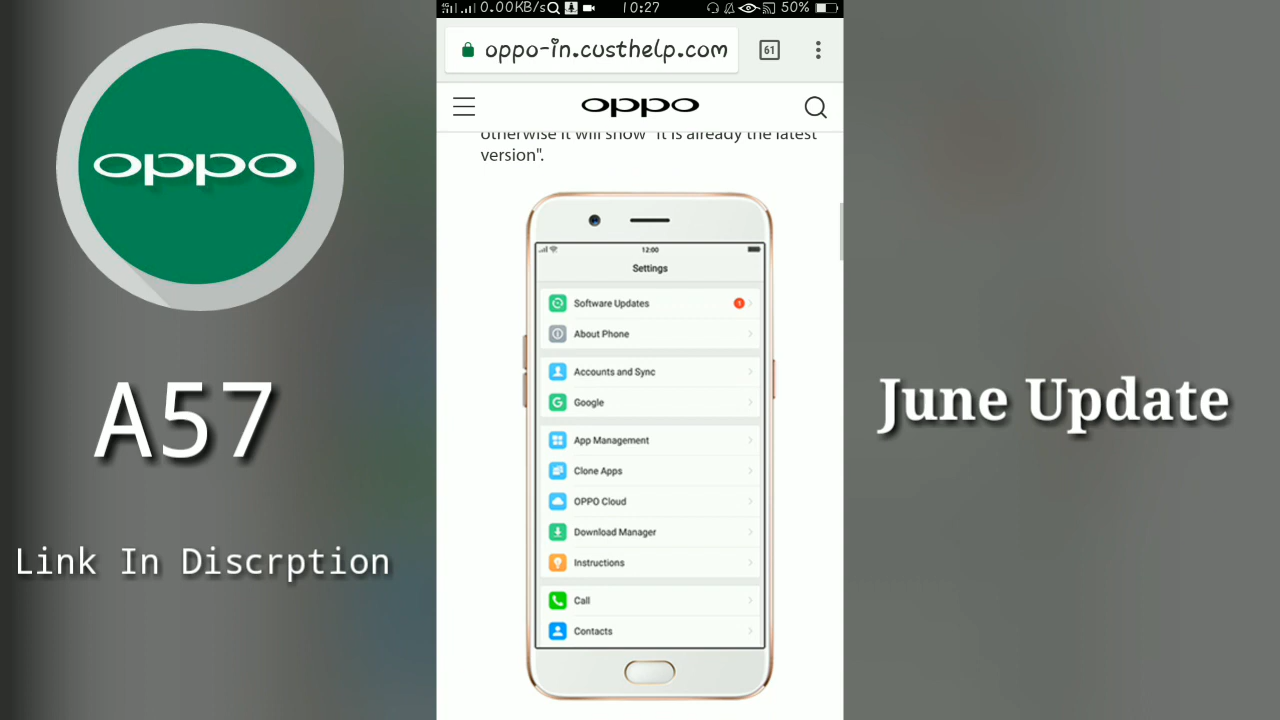 oppo
A57
Link In Discrption
0.00KB/s
10:27
50%
oppo-in.custhelp.com
61
oppo
otherwise it will show "it is already the latest
version".
12:00
Settings
Software Updates
1
About Phone
Accounts and Sync
Google
App Management
Clone Apps
OPPO Cloud
Download Manager
Instructions
Call
Contacts
June Update